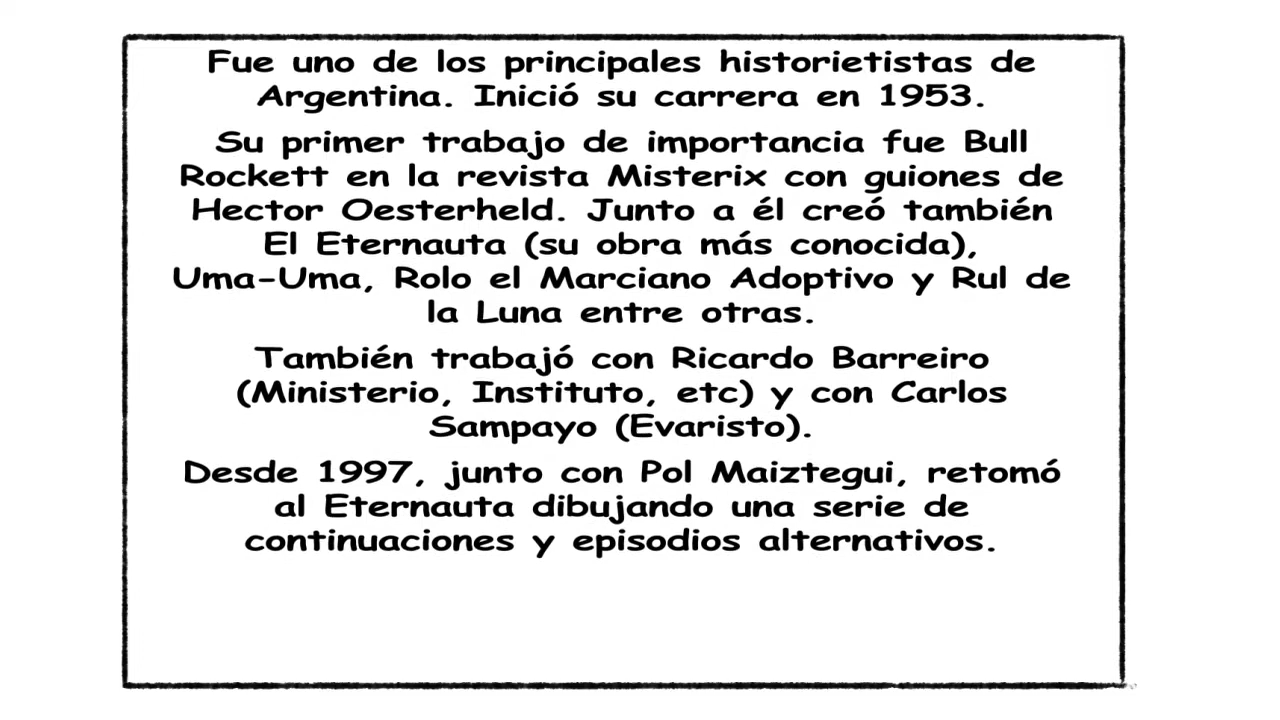 Fue uno de los principales historietistas de
Argentina. Inició su carrera en 1953.
Su primer trabajo de importancia fue Bull
Rockett en la revista Misterix con guiones de
Hector Oesterheld. Junto a él creó también
El Eternauta (su obra más conocida),
Uma-Uma, Rolo el Marciano Adoptivo y Rul de
la Luna entre otras.
También trabajó con Ricardo Barreiro
(Ministerio, Instituto, etc) y con Carlos
Sampayo (Evaristo).
Desde 1997, junto con Pol Maiztegui, retomó
al Eternauta dibujando una serie de
continuaciones y episodios alternativos.